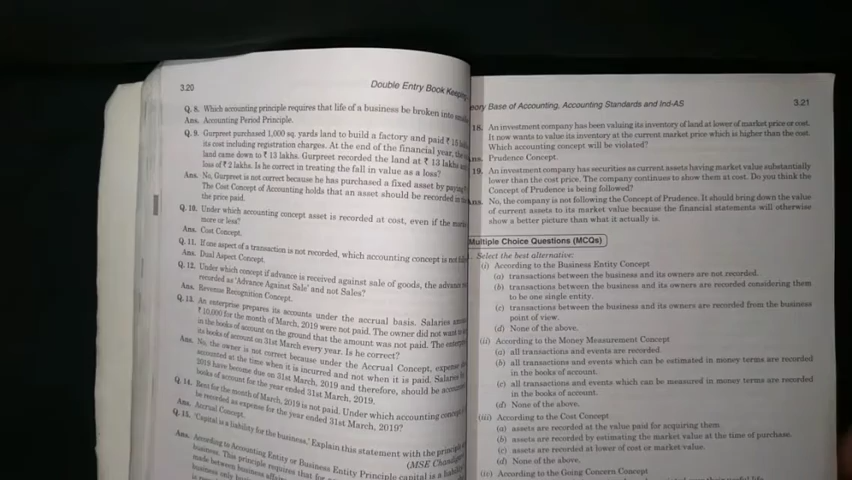 3.20
Double Entry Book Keeping
Q. 8. Which accounting principle requires that life of a business be broken into
Ans. Accounting Period Principle.
Q. 9. Gurpreet purchased 1,000 sq. yards land to build a factory and paid ₹ 15
its cost including registration charges. At the end of the financial year, the
land came down to ₹ 13 lakhs. Gurpreet recorded the land at ₹ 13 lakhs
loss of ₹ 2 lakhs. Is he correct in treating the fall in value as a loss?
Ans. No, Gurpreet is not correct because he has purchased a fixed asset by paying
The Cost Concept of Accounting holds that an asset should be recorded
the price paid.
Q. 10. Under which accounting concept asset is recorded at cost, even if the
more or less?
Ans. Cost Concept.
Q. 11. If one aspect of a transaction is not recorded, which accounting concept is not
Ans. Dual Aspect Concept.
Q. 12. Under which concept if advance is received against sale of goods, the advance
recorded as 'Advance Against Sale' and not Sales?
Ans. Revenue Recognition Concept.
Q. 13. An enterprise prepares its accounts under the accrual basis. Salaries
₹ 10,000 for the month of March, 2019 were not paid. The owner did not want
in the books of account on the ground that the amount was not paid. The
its books of account on 31st March every year. Is he correct?
Ans. No, the owner is not correct because under the Accrual Concept, expense
accounted at the time when it is incurred and not when it is paid. Salaries
2019 have become due on 31st March, 2019 and therefore, should be
books of account for the year ended 31st March, 2019.
Q. 14. Rent for the month of March, 2019 is not paid. Under which accounting concept
be recorded as expense for the year ended 31st March, 2019?
Ans. Accrual Concept.
Q. 15. 'Capital is a liability for the business.' Explain this statement with the principle
(MSE Chandigarh
Ans. According to Accounting Entity or Business Entity Principle capital is a liability
business. This principle requires that for
made between business
business only
ory Base of Accounting, Accounting Standards and Ind-AS
3.21
18. An investment company has been valuing its inventory of land at lower of market price or cost.
It now wants to value its inventory at the current market price which is higher than the cost.
Which accounting concept will be violated?
ns. Prudence Concept.
19. An investment company has securities as current assets having market value substantially
lower than the cost price. The company continues to show them at cost. Do you think the
Concept of Prudence is being followed?
ns. No, the company is not following the Concept of Prudence. It should bring down the value
of current assets to its market value because the financial statements will otherwise
show a better picture than what it actually is.
Multiple Choice Questions (MCQs)
Select the best alternative:
(i) According to the Business Entity Concept
(a) transactions between the business and its owners are not recorded.
(b) transactions between the business and its owners are recorded considering them
to be one single entity.
(c) transactions between the business and its owners are recorded from the business
point of view.
(d) None of the above.
(ii) According to the Money Measurement Concept
(a) all transactions and events are recorded.
(b) all transactions and events which can be estimated in money terms are recorded
in the books of account.
(c) all transactions and events which can be measured in money terms are recorded
in the books of account.
(d) None of the above.
(iii) According to the Cost Concept
(a) assets are recorded at the value paid for acquiring them.
(b) assets are recorded by estimating the market value at the time of purchase.
(c) assets are recorded at lower of cost or market value.
(d) None of the above.
(iv) According to the Going Concern Concept